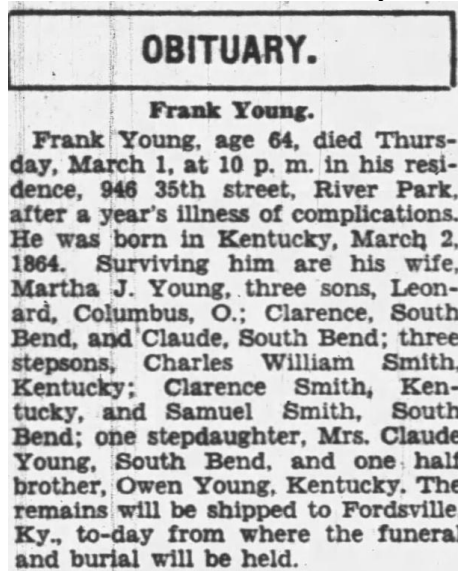 OBITUARY.
Frank Young.
Frank Young, age 64, died Thurs-
day, March 1, at 10 p. m. in his resi-
dence, 946 35th street, River Park,
after a year's illness of complications.
He was born in Kentucky, March 2,
1864. Surviving him are his wife,
Martha J. Young, three sons, Leon-
ard, Columbus, O.; Clarence, South
Bend, and Claude, South Bend; three
stepsons, Charles William Smith,
Kentucky; Clarence Smith, Ken-
tucky, and Samuel Smith, South
Bend; one stepdaughter, Mrs. Claude
Young, South Bend, and one half
brother, Owen Young, Kentucky. The
remains will be shipped to Fordsville
Ky., to-day from where the funeral
and burial will be held.